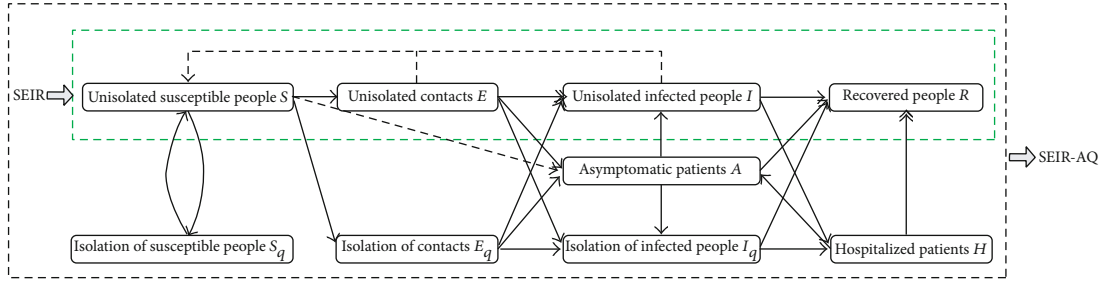 SEIR
Unisolated susceptible people S
Unisolated contacts E
Unisolated infected people I
Recovered people R
Asymptomatic patients A
SEIR-AQ
Isolation of susceptible people Sq
Isolation of contacts Eq
Isolation of infected people Iq
Hospitalized patients H